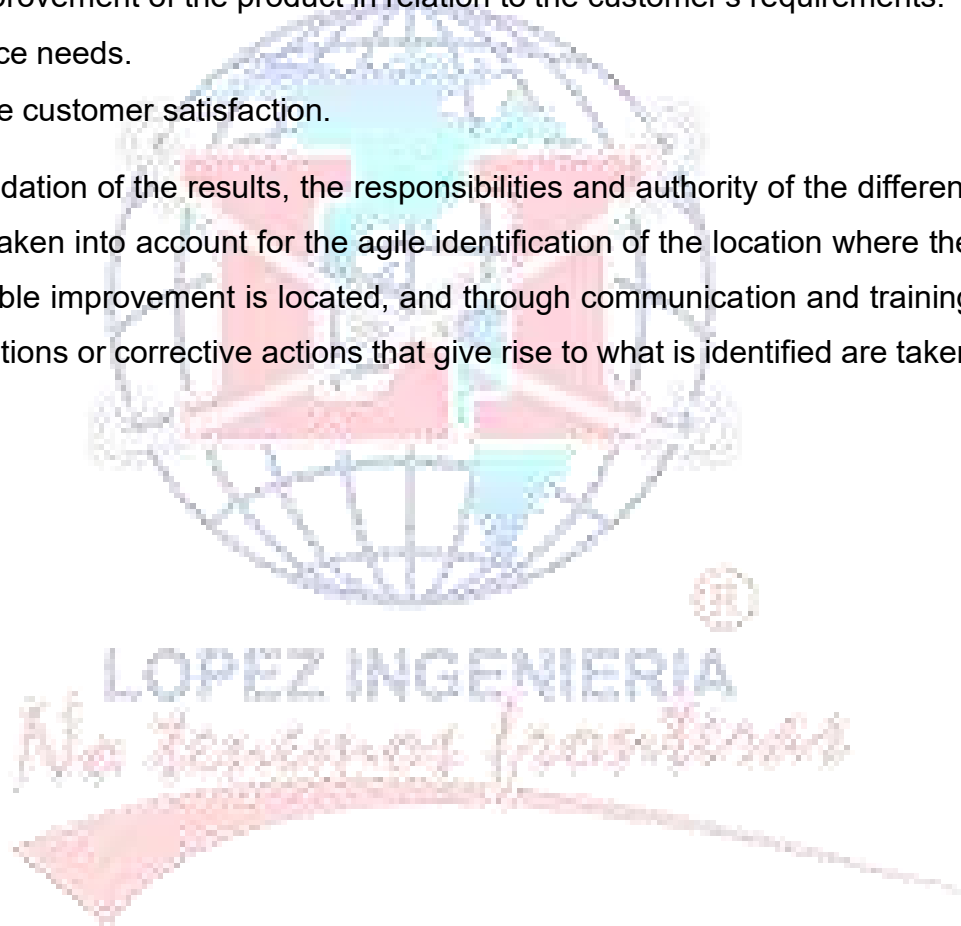 provement of the product in relation to the customer's requirements.
ce needs.
e customer satisfaction.
dation of the results, the responsibilities and authority of the differen
taken into account for the agile identification of the location where the
ble improvement is located, and through communication and training
tions or corrective actions that give rise to what is identified are taken
®
LOPEZ INGENIERIA
No tenemos fronteras